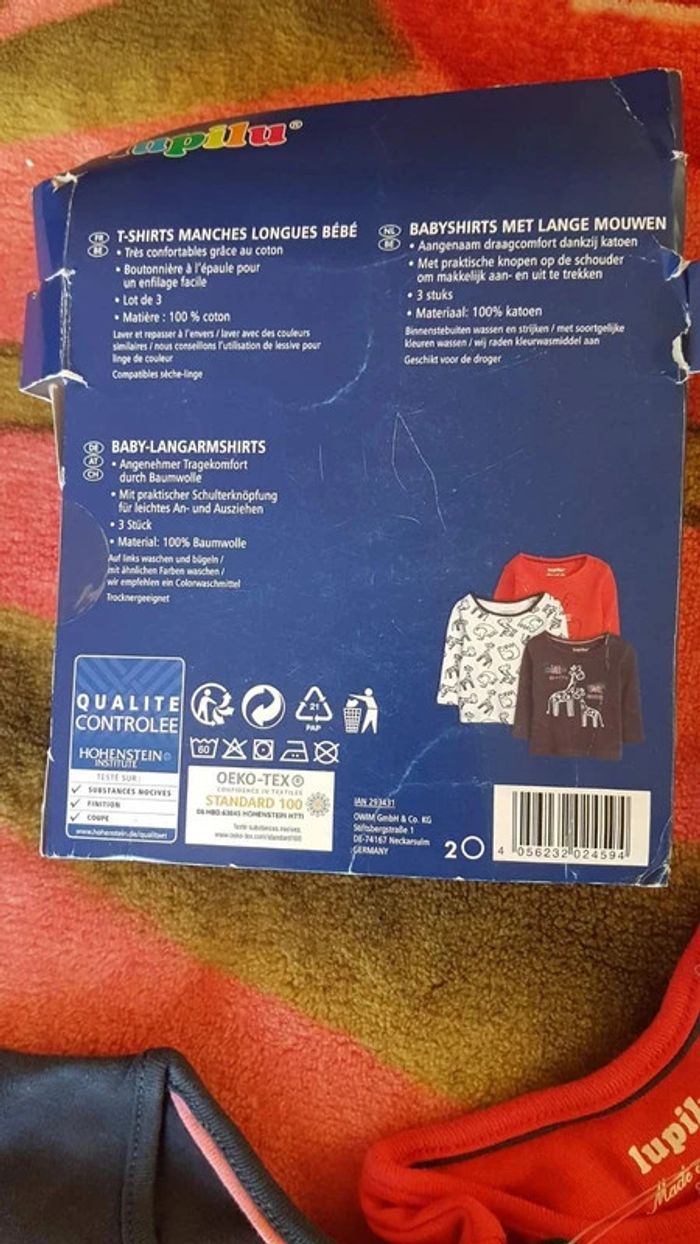 lupilu®
FR
BE
T-SHIRTS MANCHES LONGUES BÉBÉ
• Très confortables grâce au coton
• Boutonnière à l'épaule pour
un enfilage facile
• Lot de 3
• Matière : 100 % coton
Laver et repasser à l'envers / laver avec des couleurs
similaires / nous conseillons l'utilisation de lessive pour
linge de couleur
Compatibles sèche-linge
NL
BE
BABYSHIRTS MET LANGE MOUWEN
• Aangenaam draagcomfort dankzij katoen
• Met praktische knopen op de schouder
om makkelijk aan- en uit te trekken
• 3 stuks
• Materiaal: 100% katoen
Binnenstebuiten wassen en strijken / met soortgelijke
kleuren wassen / wij raden kleurwasmiddel aan
Geschikt voor de droger
DE
AT
CH
BABY-LANGARMSHIRTS
• Angenehmer Tragekomfort
durch Baumwolle
• Mit praktischer Schulterknöpfung
für leichtes An- und Ausziehen
• 3 Stück
• Material: 100% Baumwolle
Auf links waschen und bügeln /
mit ähnlichen Farben waschen /
wir empfehlen ein Colorwaschmittel
Trocknergeeignet
QUALITE
CONTROLEE
HOHENSTEIN
INSTITUTE
TESTÉ SUR :
SUBSTANCES NOCIVES
FINITION
COUPE
www.hohenstein.de/qualitaet
21
PAP
60
OEKO-TEX®
CONFIDENCE IN TEXTILES
STANDARD 100
HOHENSTEIN HTTI
Testé substances nocives
www.oeko-tex.com/standard100
IAN 293431
OWIM GmbH & Co. KG
Stiftsbergstraße 1
DE-74167 Neckarsulm
GERMANY
2
4 056232 024594
lupil
Made